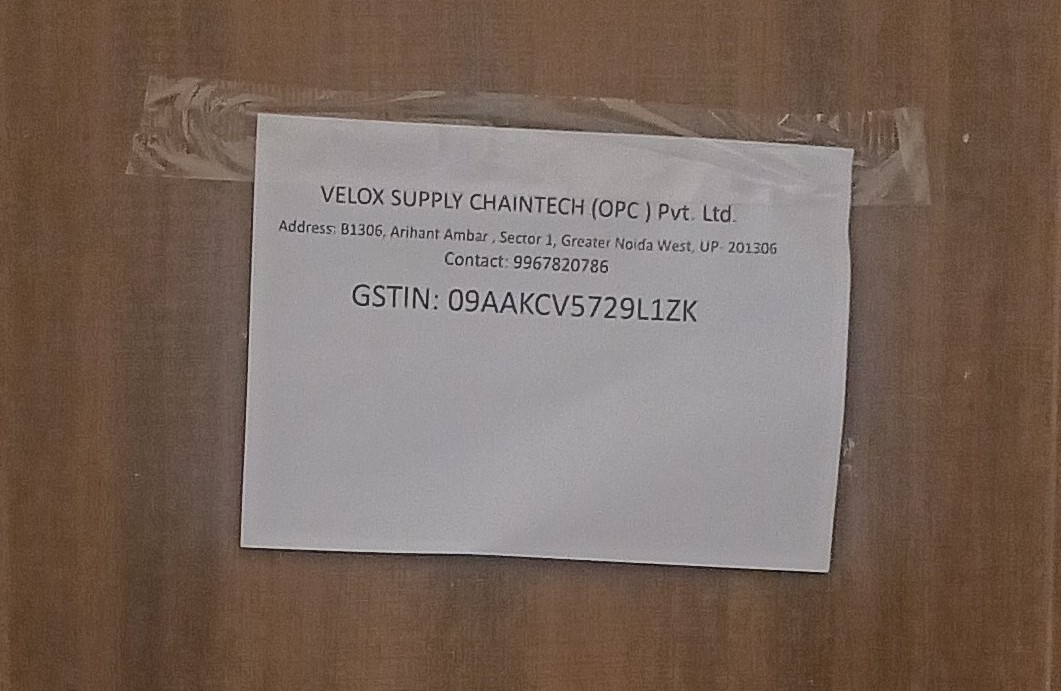 VELOX SUPPLY CHAINTECH (OPC ) Pvt. Ltd.
Address: B1306, Arihant Ambar , Sector 1, Greater Noida West, UP- 201306
Contact: 9967820786
GSTIN: 09AAKCV5729L1ZK